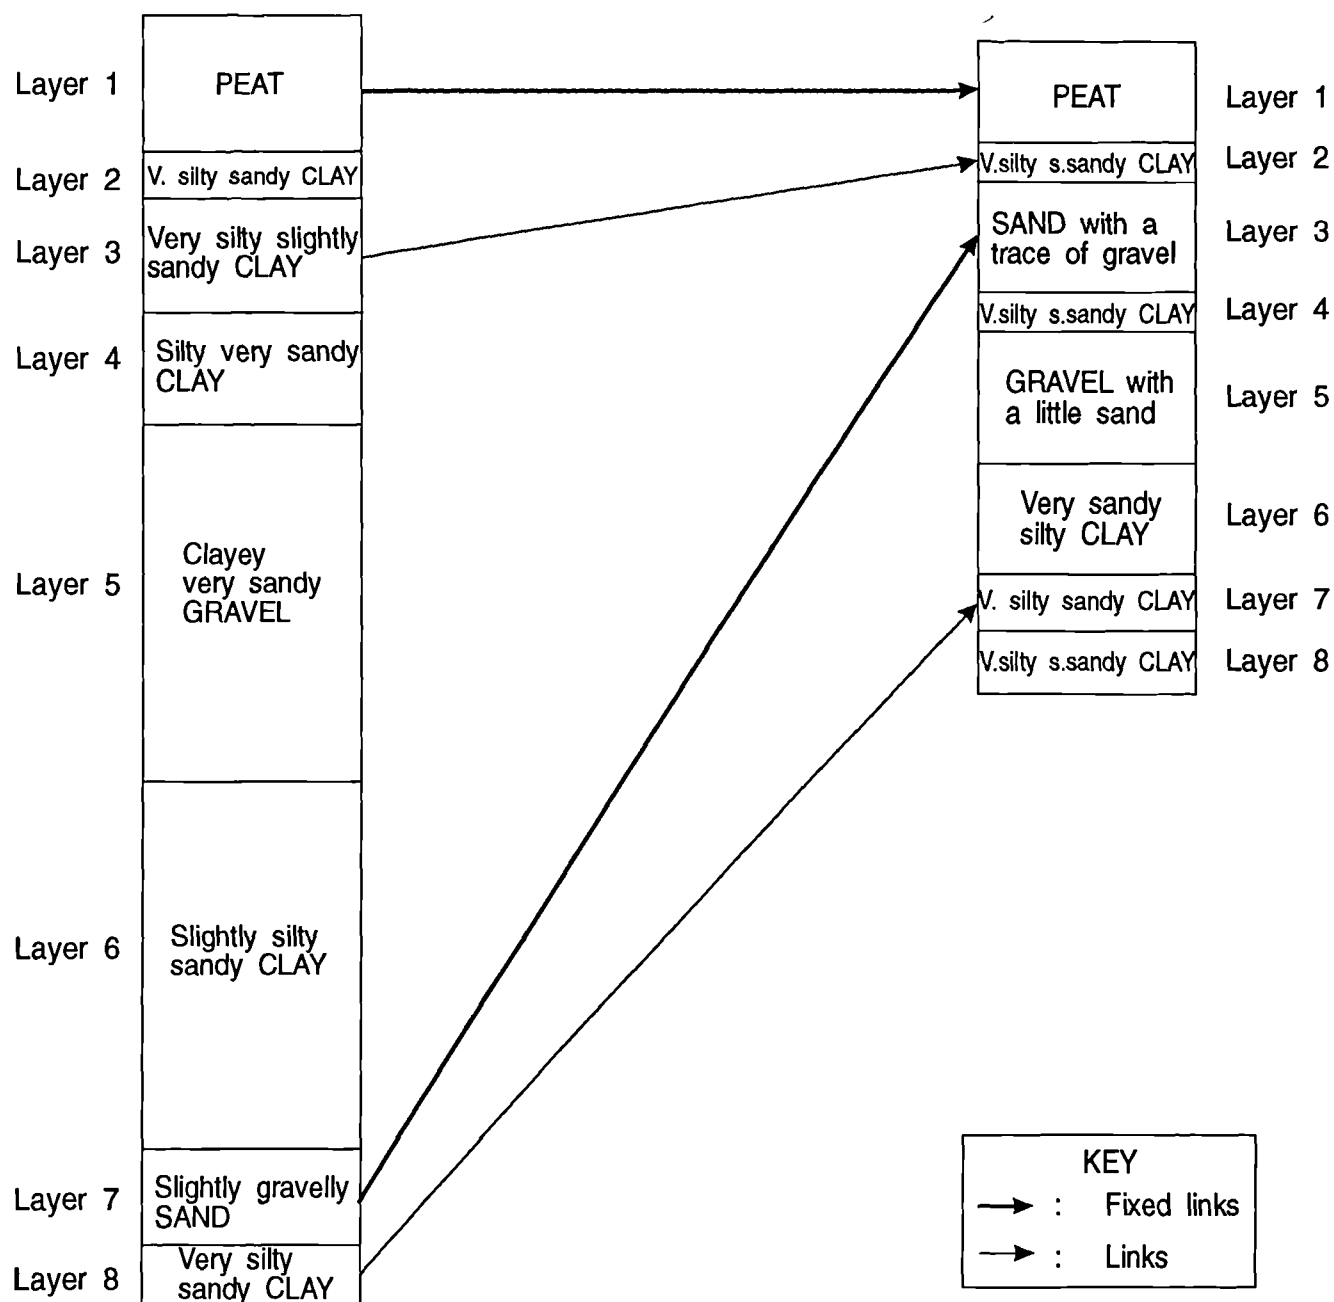 Layer 1
PEAT
Layer 2
V. silty sandy CLAY
Layer 3
Very silty slightly
sandy CLAY
Layer 4
Silty very sandy
CLAY
Layer 5
Clayey
very sandy
GRAVEL
Layer 6
Slightly silty
sandy CLAY
Layer 7
Slightly gravelly
SAND
Layer 8
Very silty
sandy CLAY
PEAT
Layer 1
V.silty s.sandy CLAY
Layer 2
SAND with a
trace of gravel
Layer 3
V.silty s.sandy CLAY
Layer 4
GRAVEL with
a little sand
Layer 5
Very sandy
silty CLAY
Layer 6
V. silty sandy CLAY
Layer 7
V.silty s.sandy CLAY
Layer 8
KEY
: Fixed links
: Links